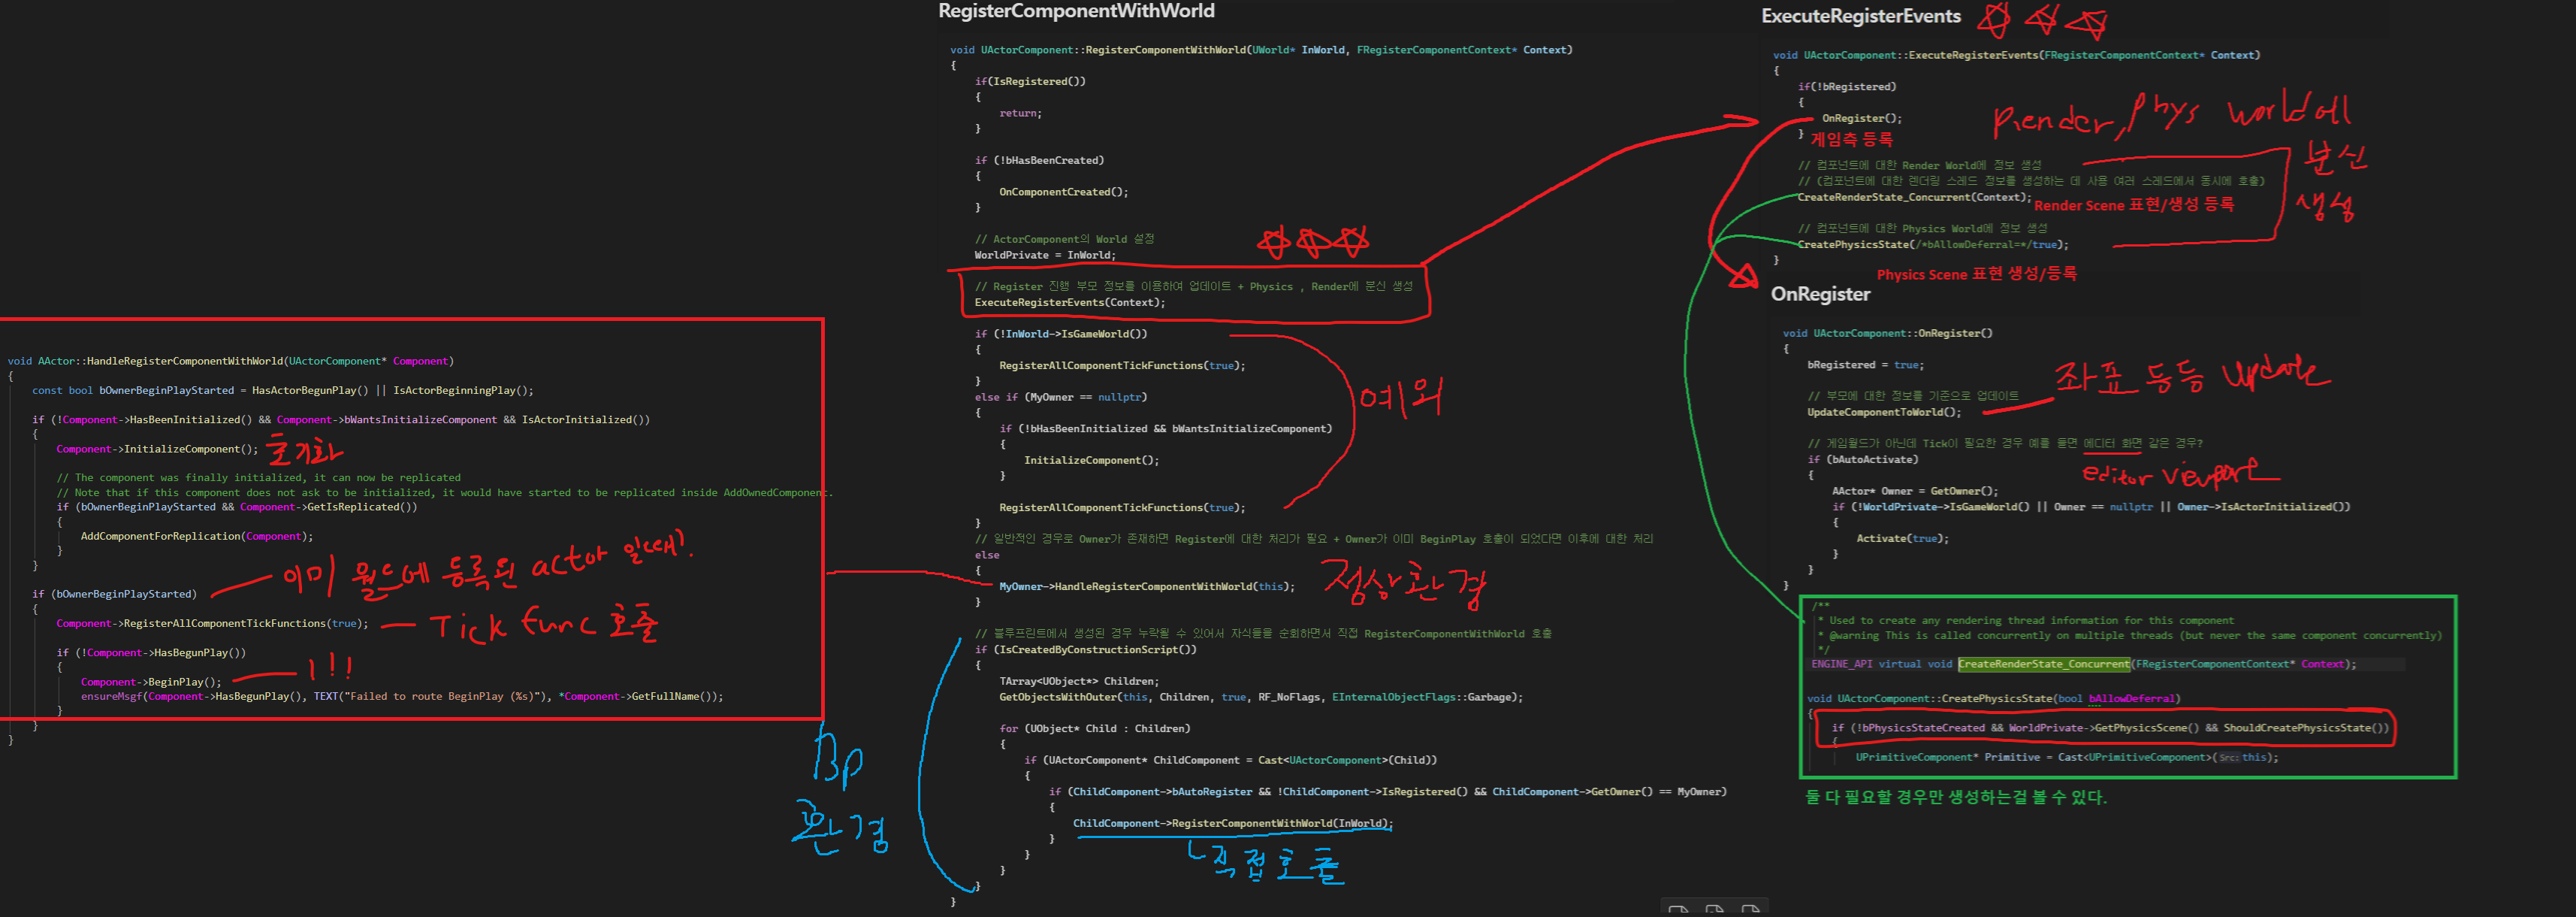 void AActor::HandleRegisterComponentWithWorld(UActorComponent* Component)
{
const bool bOwnerBeginPlayStarted = HasActorBegunPlay() || IsActorBeginningPlay();
if (!Component->HasBeenInitialized() && Component->bWantsInitializeComponent && IsActorInitialized())
{
Component->InitializeComponent(); 초기화
// The component was finally initialized, it can now be replicated
// Note that if this component does not ask to be initialized, it would have started to be replicated inside AddOwnedComponent.
if (bOwnerBeginPlayStarted && Component->GetIsReplicated())
{
AddComponentForReplication(Component);
}
}
이미 월드에 등록된 actor 일때?
if (bOwnerBeginPlayStarted)
{
Component->RegisterAllComponentTickFunctions(true); Tick func 호출
if (!Component->HasBegunPlay())
{
Component->BeginPlay(); !!!
ensureMsgf(Component->HasBegunPlay(), TEXT("Failed to route BeginPlay (%s)"), *Component->GetFullName());
}
}
}
BP
환경
RegisterComponentWithWorld
void UActorComponent::RegisterComponentWithWorld(UWorld* InWorld, FRegisterComponentContext* Context)
{
if(IsRegistered())
{
return;
}
if (!bHasBeenCreated)
{
OnComponentCreated();
}
// ActorComponent의 World 설정
WorldPrivate = InWorld;
// Register 진행 부모 정보를 이용하여 업데이트 + Physics , Render에 분신 생성
ExecuteRegisterEvents(Context);
if (!InWorld->IsGameWorld())
{
RegisterAllComponentTickFunctions(true);
}
예외
else if (MyOwner == nullptr)
{
if (!bHasBeenInitialized && bWantsInitializeComponent)
{
InitializeComponent();
}
RegisterAllComponentTickFunctions(true);
}
// 일반적인 경우로 Owner가 존재하면 Register에 대한 처리가 필요 + Owner가 이미 BeginPlay 호출이 되었다면 이후에 대한 처리
else
{
MyOwner->HandleRegisterComponentWithWorld(this); 정상환경
}
// 블루프린트에서 생성된 경우 누락될 수 있어서 자식들을 순회하면서 직접 RegisterComponentWithWorld 호출
if (IsCreatedByConstructionScript())
{
TArray<UObject*> Children;
GetObjectsWithOuter(this, Children, true, RF_NoFlags, EInternalObjectFlags::Garbage);
for (UObject* Child : Children)
{
if (UActorComponent* ChildComponent = Cast<UActorComponent>(Child))
{
if (ChildComponent->bAutoRegister && !ChildComponent->IsRegistered() && ChildComponent->GetOwner() == MyOwner)
{
ChildComponent->RegisterComponentWithWorld(InWorld);
}
직접호출
}
}
}
}
ExecuteRegisterEvents
void UActorComponent::ExecuteRegisterEvents(FRegisterComponentContext* Context)
{
if(!bRegistered)
{
OnRegister();
} 게임측 등록
Render, Phys world에
분신
생성
// 컴포넌트에 대한 Render World에 정보 생성
// (컴포넌트에 대한 렌더링 스레드 정보를 생성하는 데 사용 여러 스레드에서 동시에 호출)
CreateRenderState_Concurrent(Context); Render Scene 표현/생성 등록
// 컴포넌트에 대한 Physics World에 정보 생성
CreatePhysicsState(/*bAllowDeferral=*/true);
}
Physics Scene 표현 생성/등록
OnRegister
void UActorComponent::OnRegister()
{
bRegistered = true;
좌표 등등 update
// 부모에 대한 정보를 기준으로 업데이트
UpdateComponentToWorld();
// 게임월드가 아닌데 Tick이 필요한 경우 예를 들면 에디터 화면 같은 경우?
if (bAutoActivate) editor viewport
{
AActor* Owner = GetOwner();
if (!WorldPrivate->IsGameWorld() || Owner == nullptr || Owner->IsActorInitialized())
{
Activate(true);
}
}
}
/**
* Used to create any rendering thread information for this component
* @warning This is called concurrently on multiple threads (but never the same component concurrently)
*/
ENGINE_API virtual void CreateRenderState_Concurrent(FRegisterComponentContext* Context);
void UActorComponent::CreatePhysicsState(bool bAllowDeferral)
{
if (!bPhysicsStateCreated && WorldPrivate->GetPhysicsScene() && ShouldCreatePhysicsState())
{
UPrimitiveComponent* Primitive = Cast<UPrimitiveComponent>(Src:this);
둘 다 필요할 경우만 생성하는걸 볼 수 있다.